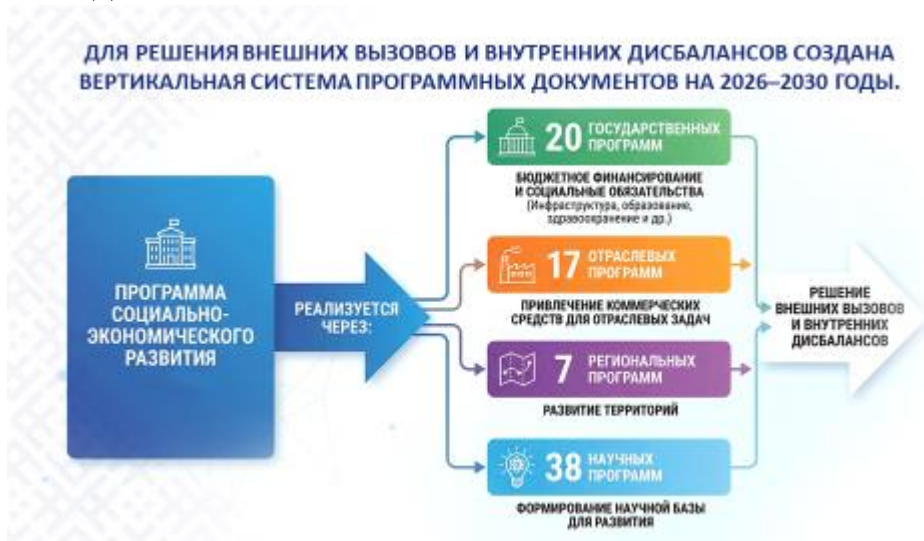 ДЛЯ РЕШЕНИЯ ВНЕШНИХ ВЫЗОВОВ И ВНУТРЕННИХ ДИСБАЛАНСОВ СОЗДАНА
ВЕРТИКАЛЬНАЯ СИСТЕМА ПРОГРАММНЫХ ДОКУМЕНТОВ НА 2026–2030 ГОДЫ.
ПРОГРАММА
СОЦИАЛЬНО-
ЭКОНОМИЧЕСКОГО
РАЗВИТИЯ
РЕАЛИЗУЕТСЯ
ЧЕРЕЗ:
20 ГОСУДАРСТВЕННЫХ
ПРОГРАММ
БЮДЖЕТНОЕ ФИНАНСИРОВАНИЕ
И СОЦИАЛЬНЫЕ ОБЯЗАТЕЛЬСТВА
(Инфраструктура, образование,
здравоохранение и др.)
17 ОТРАСЛЕВЫХ
ПРОГРАММ
ПРИВЛЕЧЕНИЕ КОММЕРЧЕСКИХ
СРЕДСТВ ДЛЯ ОТРАСЛЕВЫХ ЗАДАЧ
7 РЕГИОНАЛЬНЫХ
ПРОГРАММ
РАЗВИТИЕ ТЕРРИТОРИЙ
38 НАУЧНЫХ
ПРОГРАММ
ФОРМИРОВАНИЕ НАУЧНОЙ БАЗЫ
ДЛЯ РАЗВИТИЯ
РЕШЕНИЕ
ВНЕШНИХ ВЫЗОВОВ
И ВНУТРЕННИХ
ДИСБАЛАНСОВ